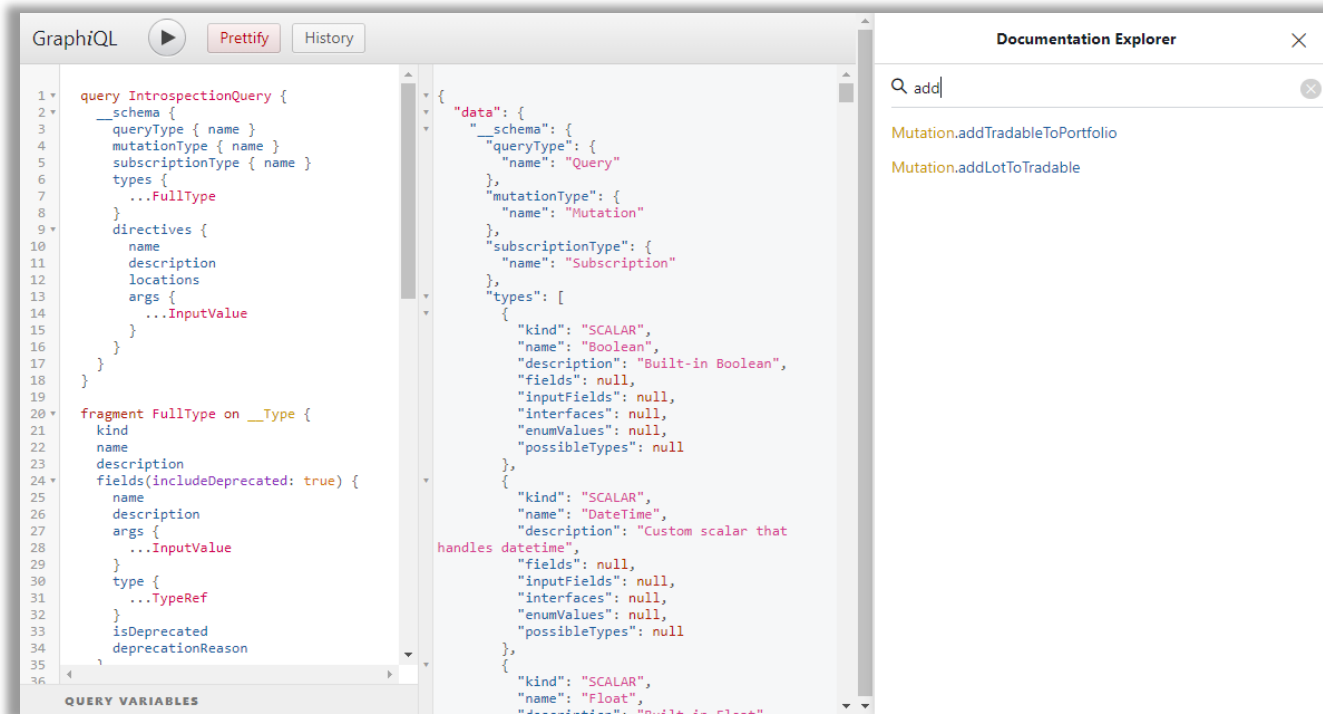 GraphiQL
Prettify
History
1 query IntrospectionQuery {
2 __schema {
3 queryType { name }
4 mutationType { name }
5 subscriptionType { name }
6 types {
7 ...FullType
8 }
9 directives {
10 name
11 description
12 locations
13 args {
14 ...InputValue
15 }
16 }
17 }
18 }
19
20 fragment FullType on __Type {
21 kind
22 name
23 description
24 fields(includeDeprecated: true) {
25 name
26 description
27 args {
28 ...InputValue
29 }
30 type {
31 ...TypeRef
32 }
33 isDeprecated
34 deprecationReason
35 }
36
QUERY VARIABLES
{
"data": {
"__schema": {
"queryType": {
"name": "Query"
},
"mutationType": {
"name": "Mutation"
},
"subscriptionType": {
"name": "Subscription"
},
"types": [
{
"kind": "SCALAR",
"name": "Boolean",
"description": "Built-in Boolean",
"fields": null,
"inputFields": null,
"interfaces": null,
"enumValues": null,
"possibleTypes": null
},
{
"kind": "SCALAR",
"name": "DateTime",
"description": "Custom scalar that
handles datetime",
"fields": null,
"inputFields": null,
"interfaces": null,
"enumValues": null,
"possibleTypes": null
},
{
"kind": "SCALAR",
"name": "Float",
"description": "Built-in Float"
Documentation Explorer
add
Mutation.addTradableToPortfolio
Mutation.addLotToTradable